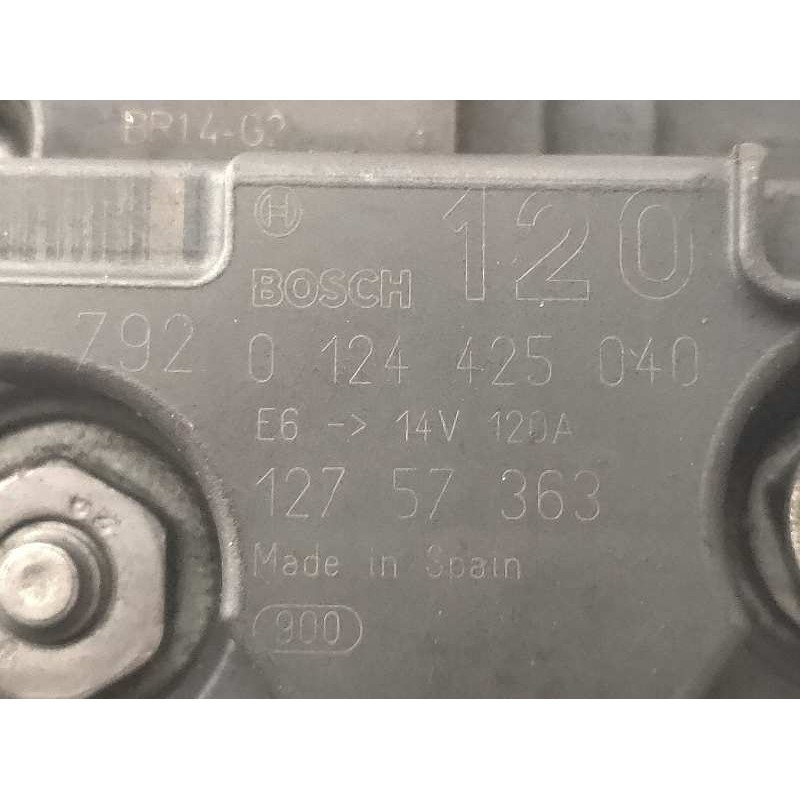 BR14-G2
H
120
BOSCH
792 0 124 425 040
E6 -> 14V 120A
127 57 363
Made in Spain
900